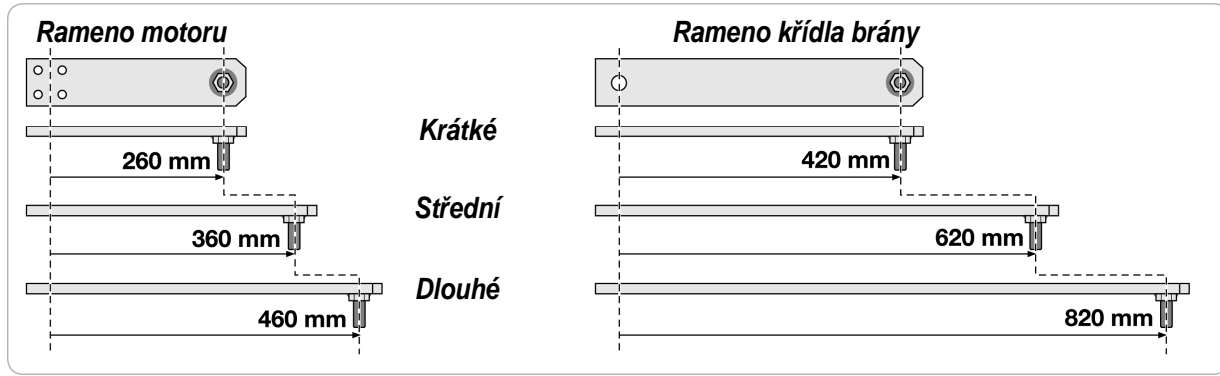 Rameno motoru
Rameno křídla brány
Krátké
260 mm
420 mm
Střední
360 mm
620 mm
Dlouhé
460 mm
820 mm